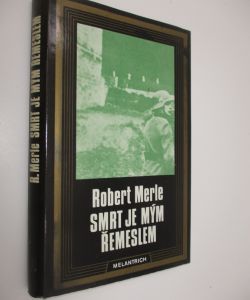 R. Merle SMRT JE MÝM ŘEMESLEM
Robert Merle
SMRT JE MÝM
ŘEMESLEM
MELANTRICH